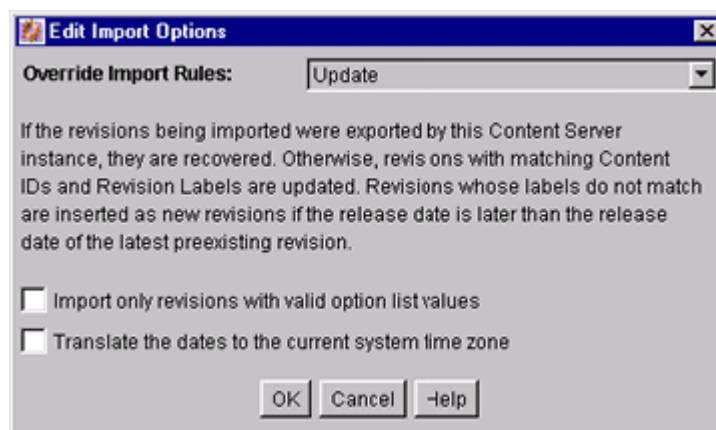 Edit Import Options
Override Import Rules: Update
If the revisions being imported were exported by this Content Server
instance, they are recovered. Otherwise, revisions with matching Content
IDs and Revision Labels are updated. Revisions whose labels do not match
are inserted as new revisions if the release date is later than the release
date of the latest preexisting revision.
Import only revisions with valid option list values
Translate the dates to the current system time zone
OK Cancel Help